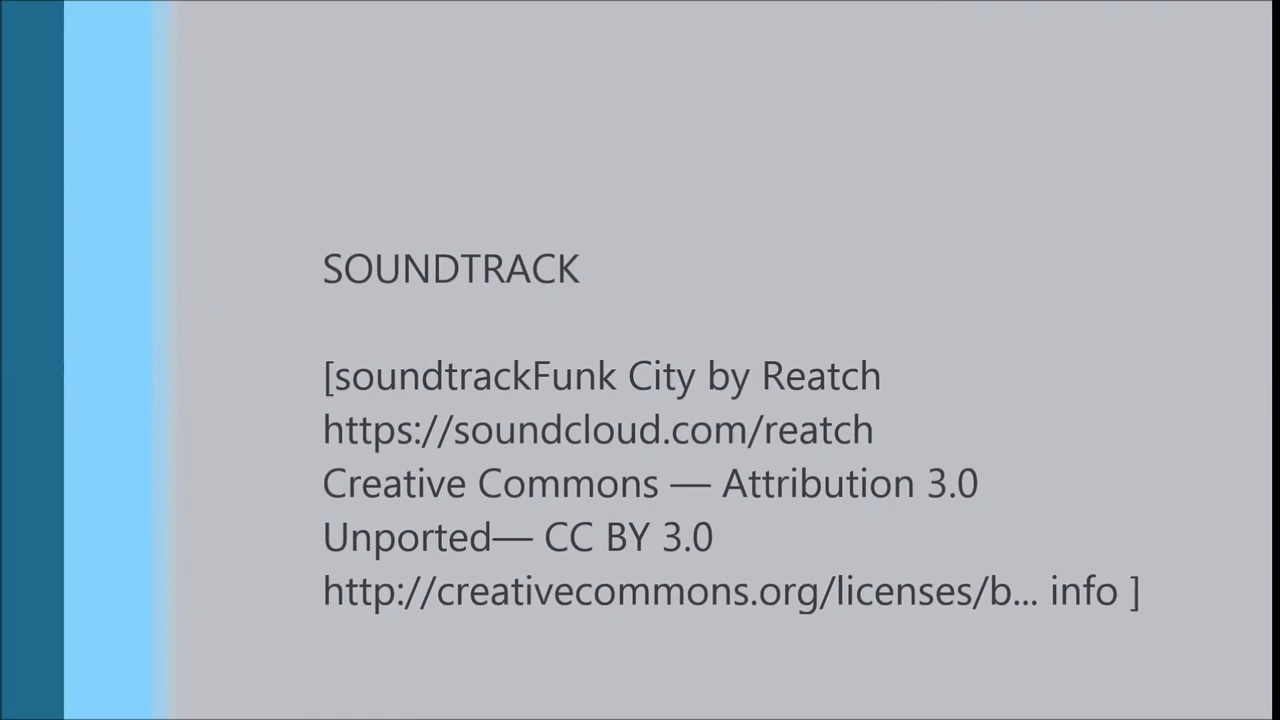 SOUNDTRACK
[soundtrackFunk City by Reatch
https://soundcloud.com/reatch
Creative Commons — Attribution 3.0
Unported— CC BY 3.0
http://creativecommons.org/licenses/b... info ]